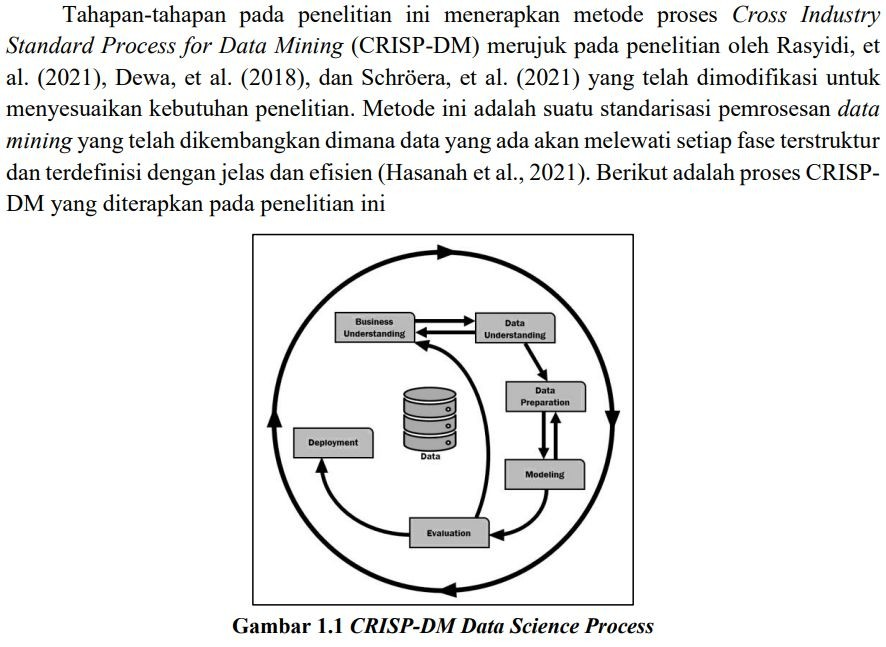 Tahapan-tahapan pada penelitian ini menerapkan metode proses Cross Industry
Standard Process for Data Mining (CRISP-DM) merujuk pada penelitian oleh Rasyidi, et
al. (2021), Dewa, et al. (2018), dan Schröera, et al. (2021) yang telah dimodifikasi untuk
menyesuaikan kebutuhan penelitian. Metode ini adalah suatu standarisasi pemrosesan data
mining yang telah dikembangkan dimana data yang ada akan melewati setiap fase terstruktur
dan terdefinisi dengan jelas dan efisien (Hasanah et al., 2021). Berikut adalah proses CRISP-
DM yang diterapkan pada penelitian ini
Business
Understanding
Data
Understanding
Data
Preparation
Deployment
Data
Modeling
Evaluation
Gambar 1.1 CRISP-DM Data Science Process